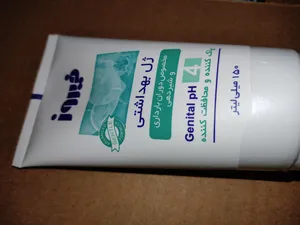 فیروز
ژل بهداشتی
مخصوص دوران بارداری
و شیردهی
Genital pH 4
پاک کننده و محافظت کننده
۱۵۰ میلی لیتر